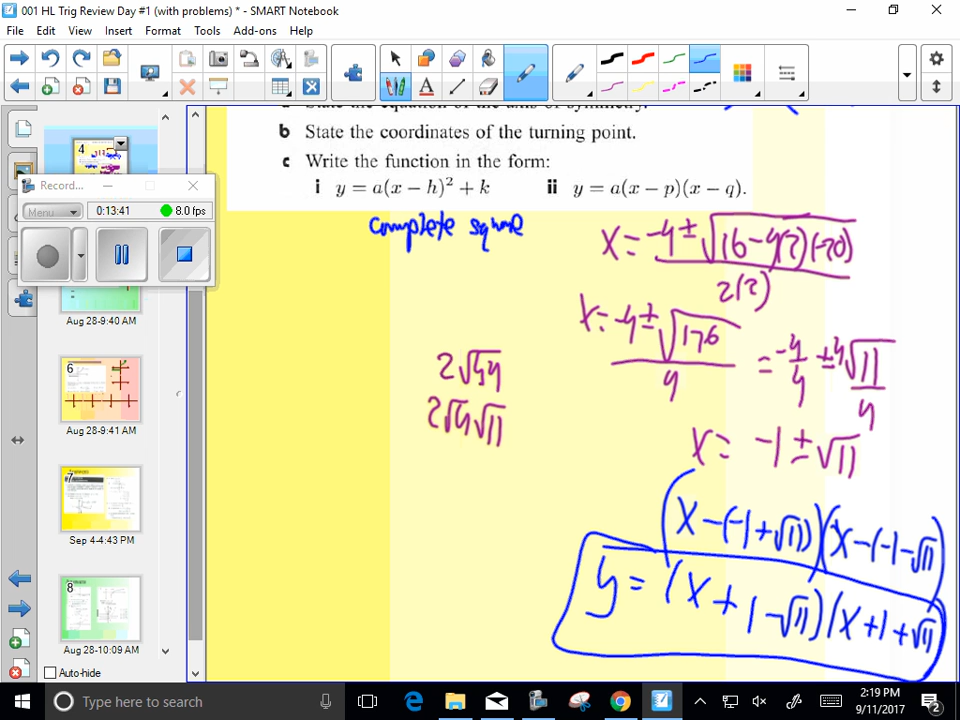 001 HL Trig Review Day #1 (with problems) * - SMART Notebook
File Edit View Insert Format Tools Add-ons Help
b State the coordinates of the turning point.
c Write the function in the form:
i y = a(x − h)² + k ii y = a(x − p)(x − q).
complete square
4
Record...
Menu 0:13:41 8.0 fps
Aug 28-9:40 AM
6
Aug 28-9:41 AM
7
Sep 4-4:43 PM
8
Aug 28-10:09 AM
Auto-hide
x = -4 ± √(16 - 4(2)(-20)) / 2(2)
x = -4 ± √176 / 4 = -4/4 ± 4√11 / 4
2√44
2√4√11
x = -1 ± √11
(x - (-1 + √11))(x - (-1 - √11)
y = (x + 1 - √11)(x + 1 + √11
Type here to search
2:19 PM
9/11/2017
2